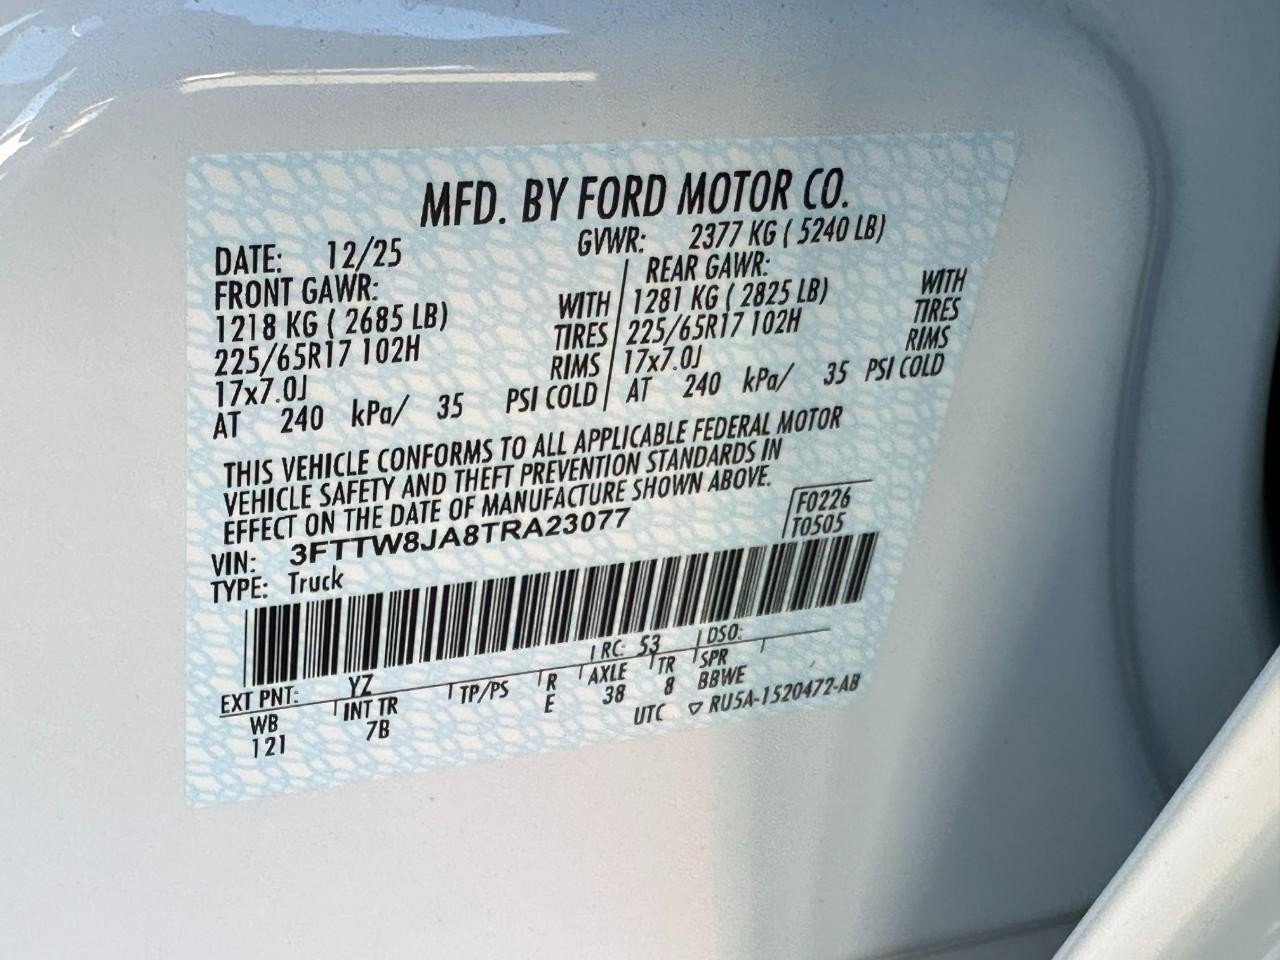 MFD. BY FORD MOTOR CO.
DATE: 12/25 GVWR: 2377 KG ( 5240 LB)
FRONT GAWR: REAR GAWR:
1218 KG ( 2685 LB) WITH 1281 KG ( 2825 LB) WITH
225/65R17 102H TIRES 225/65R17 102H TIRES
17x7.0J RIMS 17x7.0J RIMS
AT 240 kPa/ 35 PSI COLD AT 240 kPa/ 35 PSI COLD
THIS VEHICLE CONFORMS TO ALL APPLICABLE FEDERAL MOTOR
VEHICLE SAFETY AND THEFT PREVENTION STANDARDS IN
EFFECT ON THE DATE OF MANUFACTURE SHOWN ABOVE.
F0226
VIN: 3FTTW8JA8TRA23077 T0505
TYPE: Truck
RC: 53 DSO:
EXT PNT: YZ
WB INT TR TP/PS R AXLE TR SPR
121 7B E 38 8 BBWE
UTC ▽ RU5A-1520472-AB